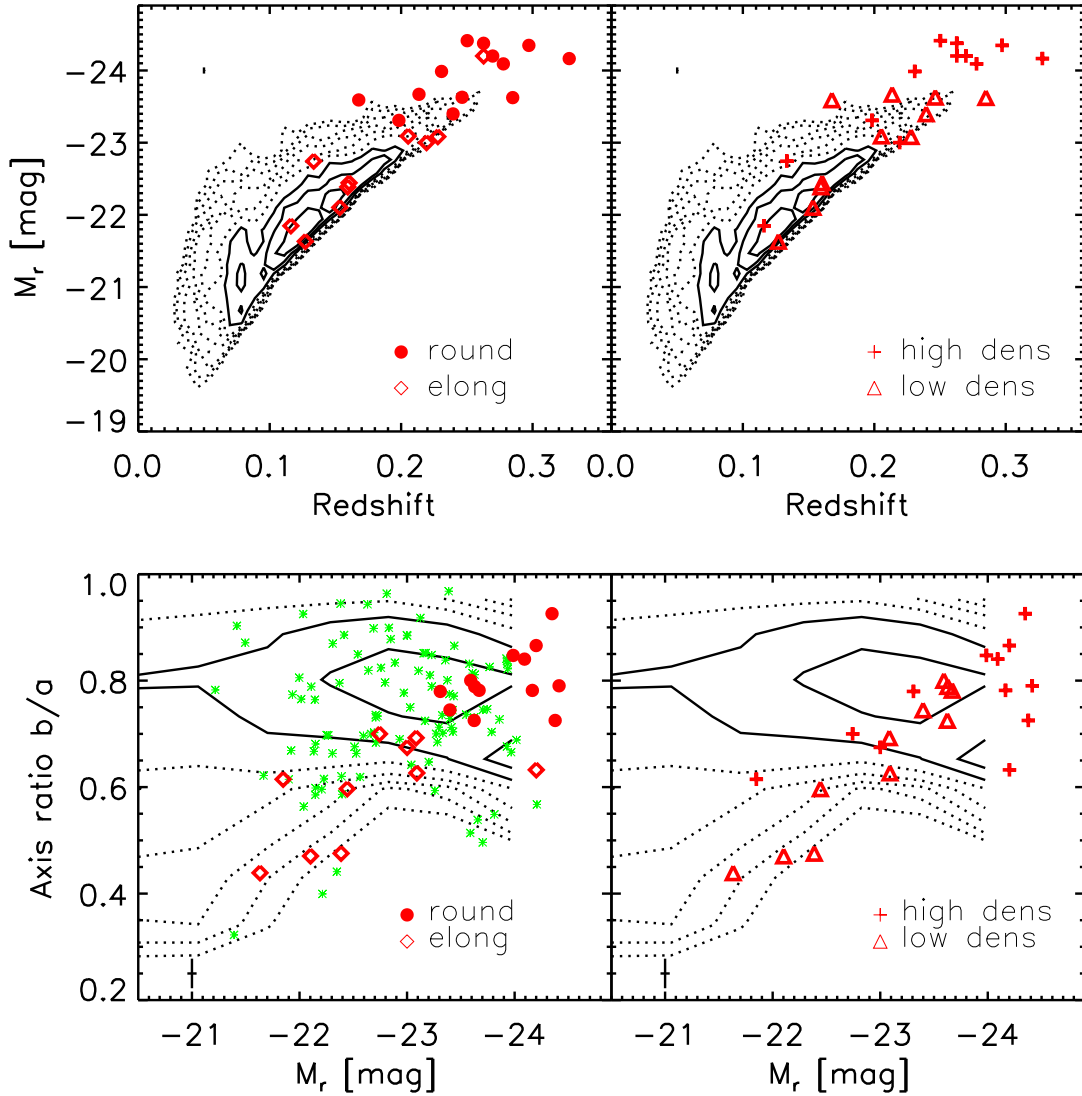 −24
−23
−22
−21
−20
−19
M_r [mag]
round
elong
high dens
low dens
0.0 0.1 0.2 0.3 0.0 0.1 0.2 0.3
Redshift Redshift
1.0
0.8
0.6
0.4
0.2
Axis ratio b/a
round
elong
high dens
low dens
−21 −22 −23 −24 −21 −22 −23 −24
M_r [mag] M_r [mag]